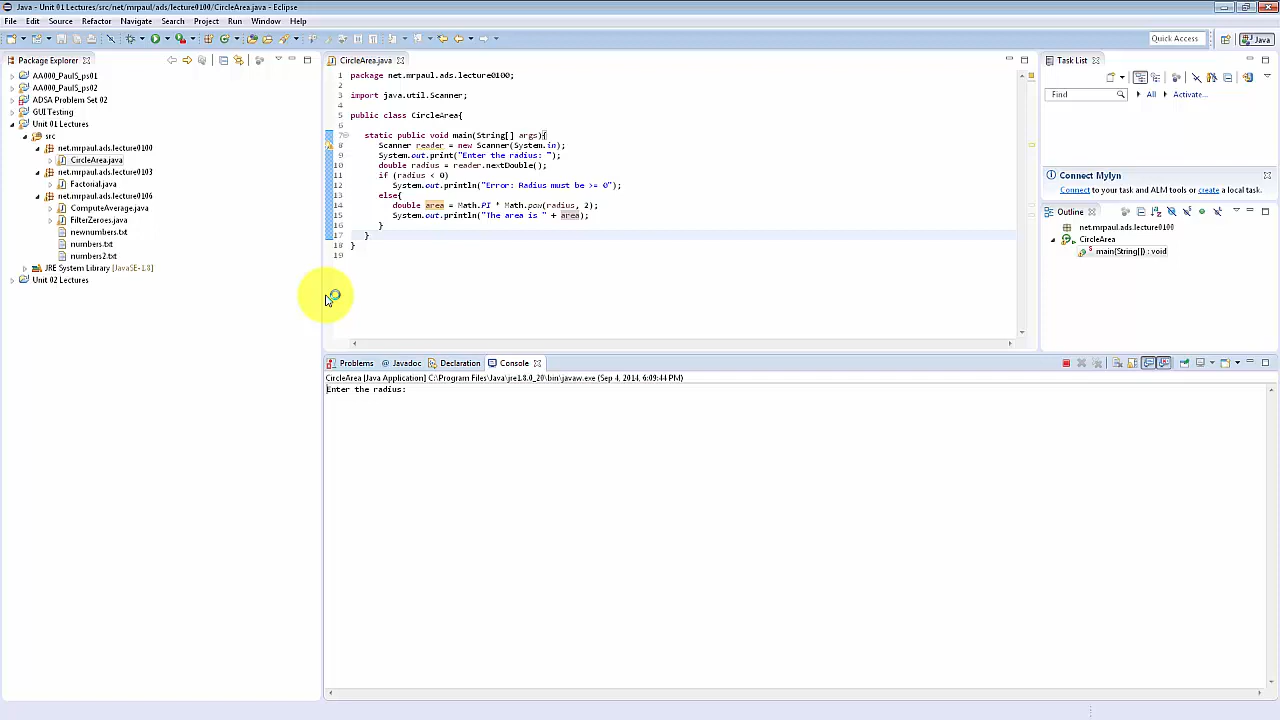 Java - Unit 01 Lectures/src/net/mrpaul/ads/lecture0100/CircleArea.java - Eclipse
File Edit Source Refactor Navigate Search Project Run Window Help
Quick Access
Java
Package Explorer
AA000_PaulS_ps01
AA000_PaulS_ps02
ADSA Problem Set 02
GUI Testing
Unit 01 Lectures
src
net.mrpaul.ads.lecture0100
CircleArea.java
net.mrpaul.ads.lecture0103
Factorial.java
net.mrpaul.ads.lecture0106
ComputeAverage.java
FilterZeroes.java
newnumbers.txt
numbers.txt
numbers2.txt
JRE System Library [JavaSE-1.8]
Unit 02 Lectures
CircleArea.java
1 package net.mrpaul.ads.lecture0100;
2
3 import java.util.Scanner;
4
5 public class CircleArea{
6
7 static public void main(String[] args){
8 Scanner reader = new Scanner(System.in);
9 System.out.print("Enter the radius: ");
10 double radius = reader.nextDouble();
11 if (radius < 0)
12 System.out.println("Error: Radius must be >= 0");
13 else{
14 double area = Math.PI * Math.pow(radius, 2);
15 System.out.println("The area is " + area);
16 }
17 }
18 }
19
Task List
Find
All
Activate...
Connect Mylyn
Connect to your task and ALM tools or create a local task.
Outline
net.mrpaul.ads.lecture0100
CircleArea
S
main(String[]) : void
Problems Javadoc Declaration Console
CircleArea [Java Application] C:\Program Files\Java\jre1.8.0_20\bin\javaw.exe (Sep 4, 2014, 6:09:44 PM)
Enter the radius: